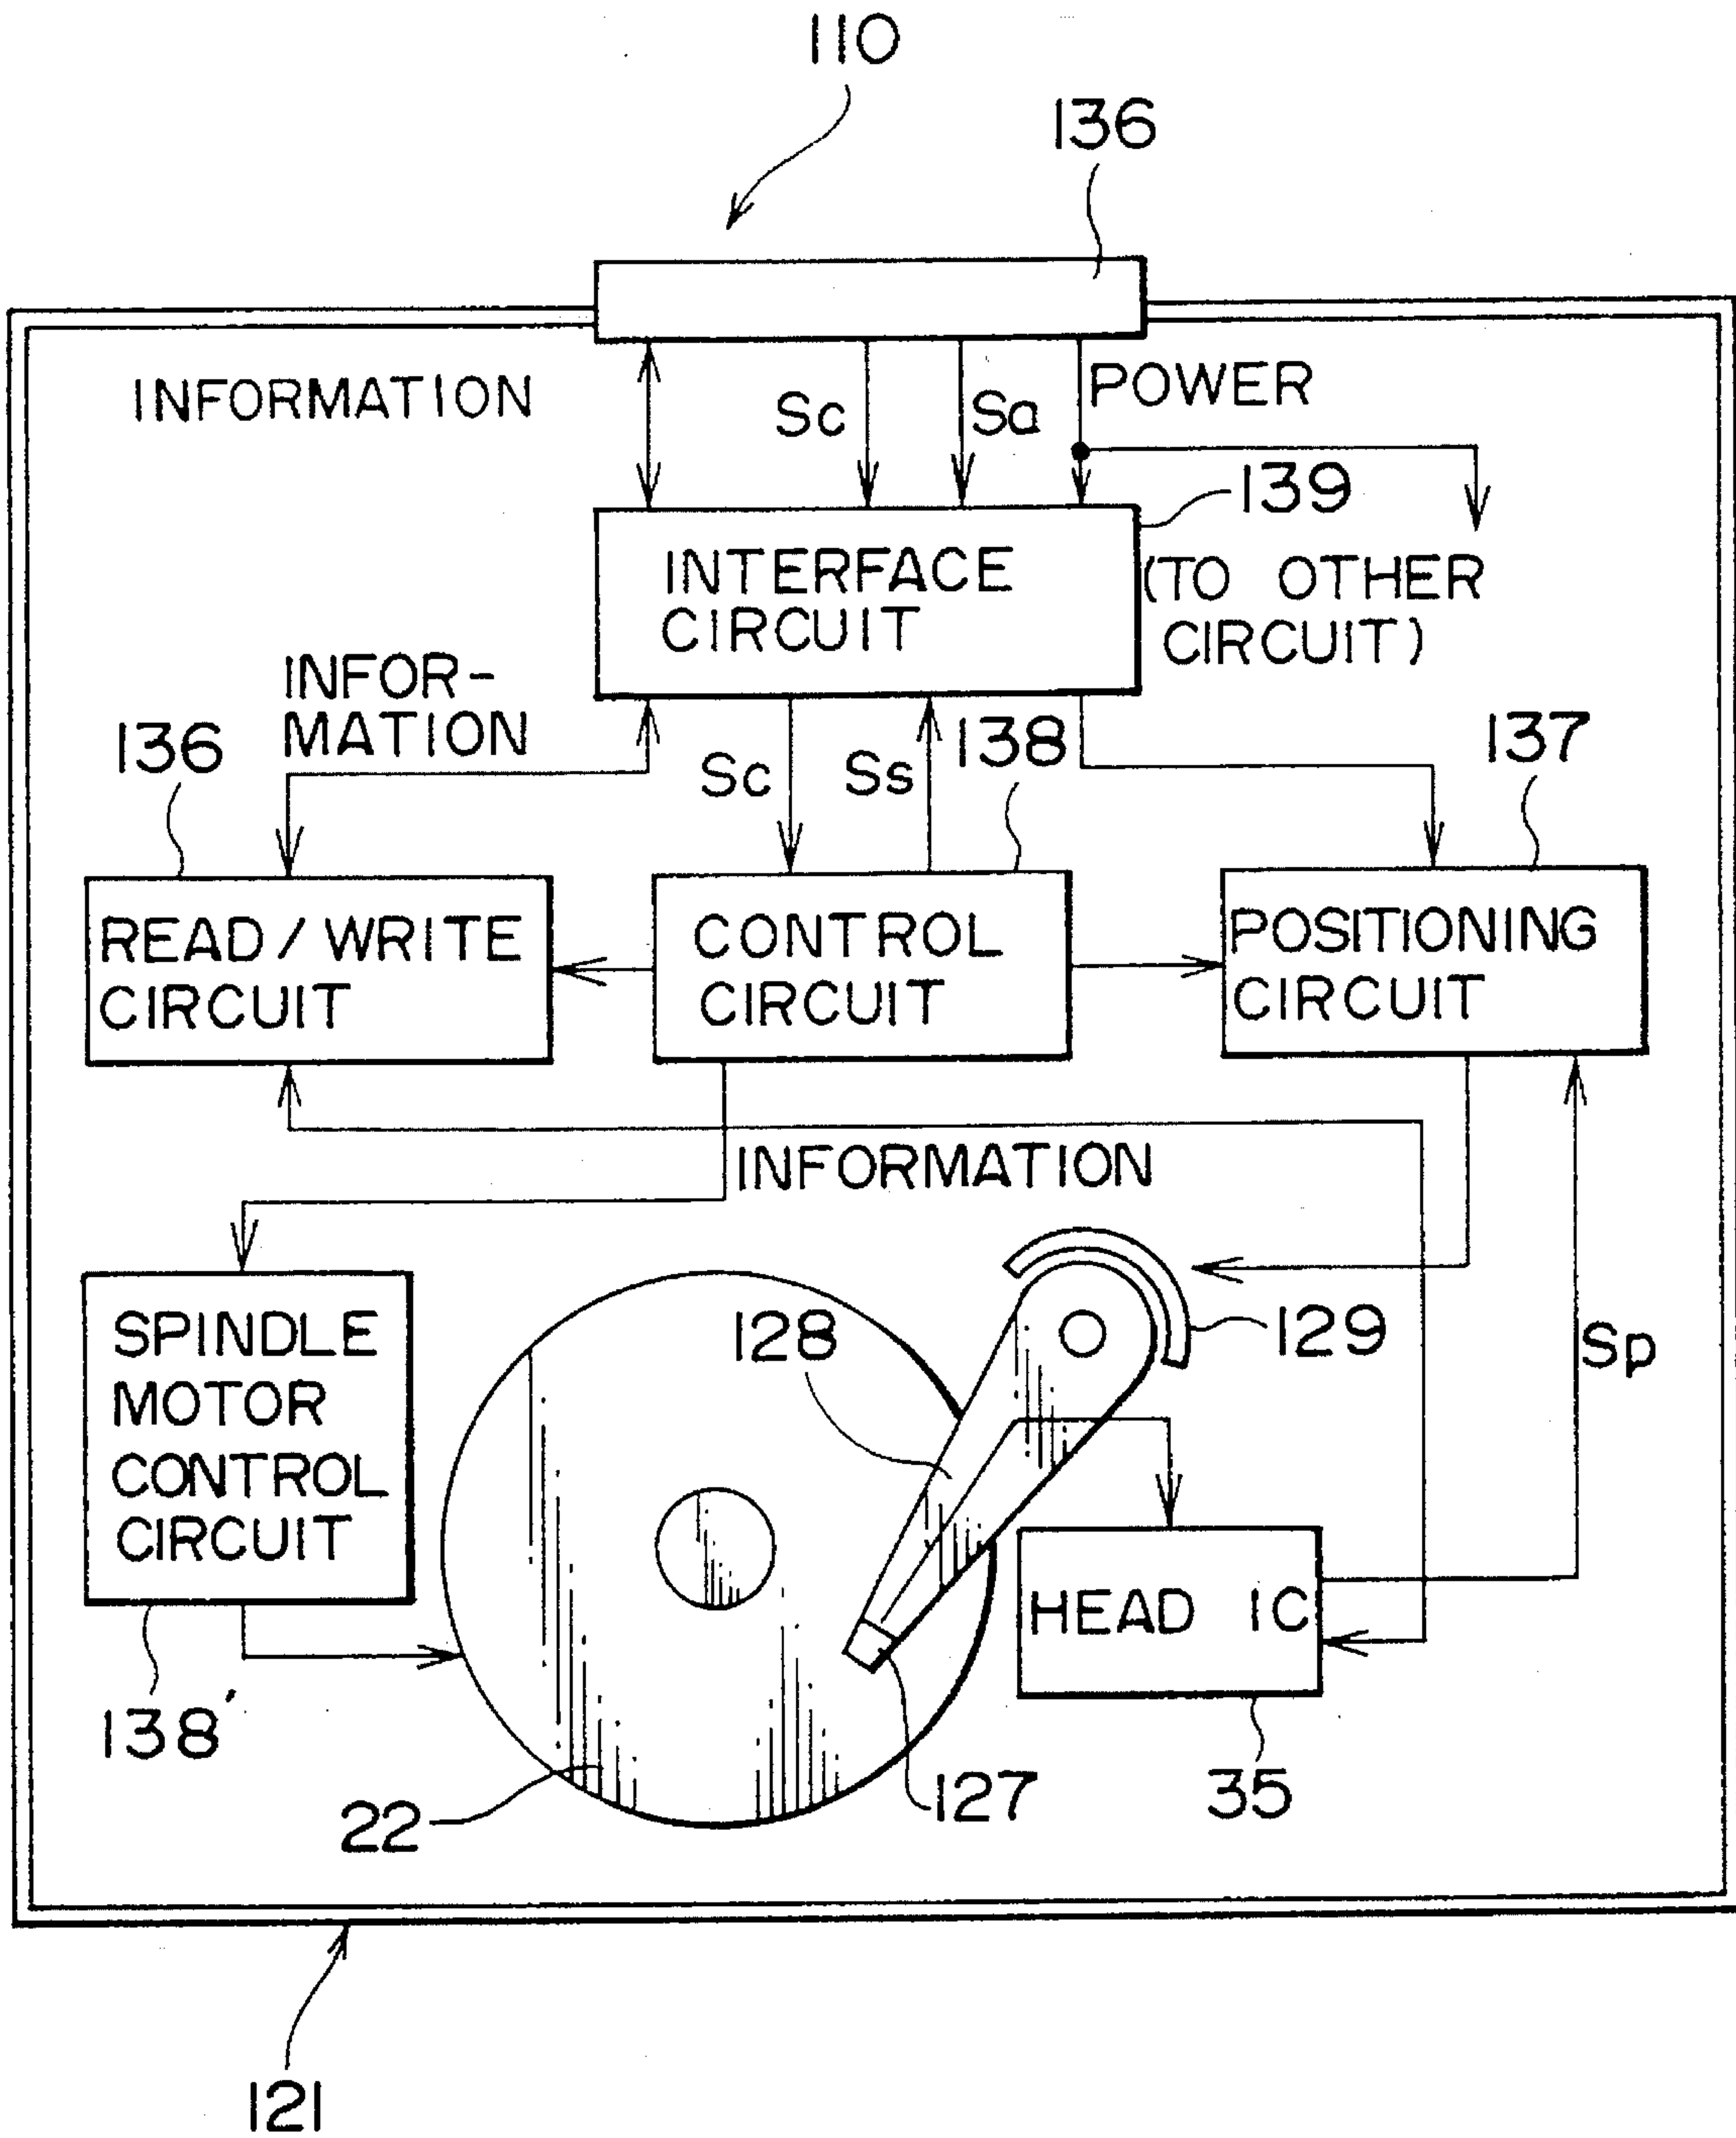 110
136
INFORMATION
Sc
Sa
POWER
139
INTERFACE
CIRCUIT
(TO OTHER
CIRCUIT)
INFOR-
MATION
136
Sc
Ss
138
137
READ/WRITE
CIRCUIT
CONTROL
CIRCUIT
POSITIONING
CIRCUIT
INFORMATION
SPINDLE
MOTOR
CONTROL
CIRCUIT
128
129
Sp
HEAD IC
138'
22
127
35
121